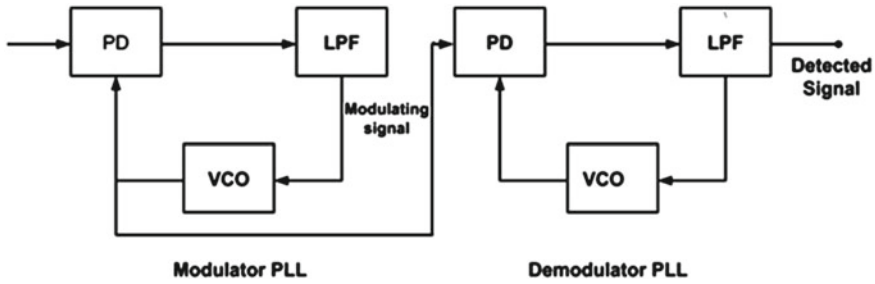 PD
LPF
PD
LPF
Detected
Signal
Modulating
signal
VCO
VCO
Modulator PLL
Demodulator PLL